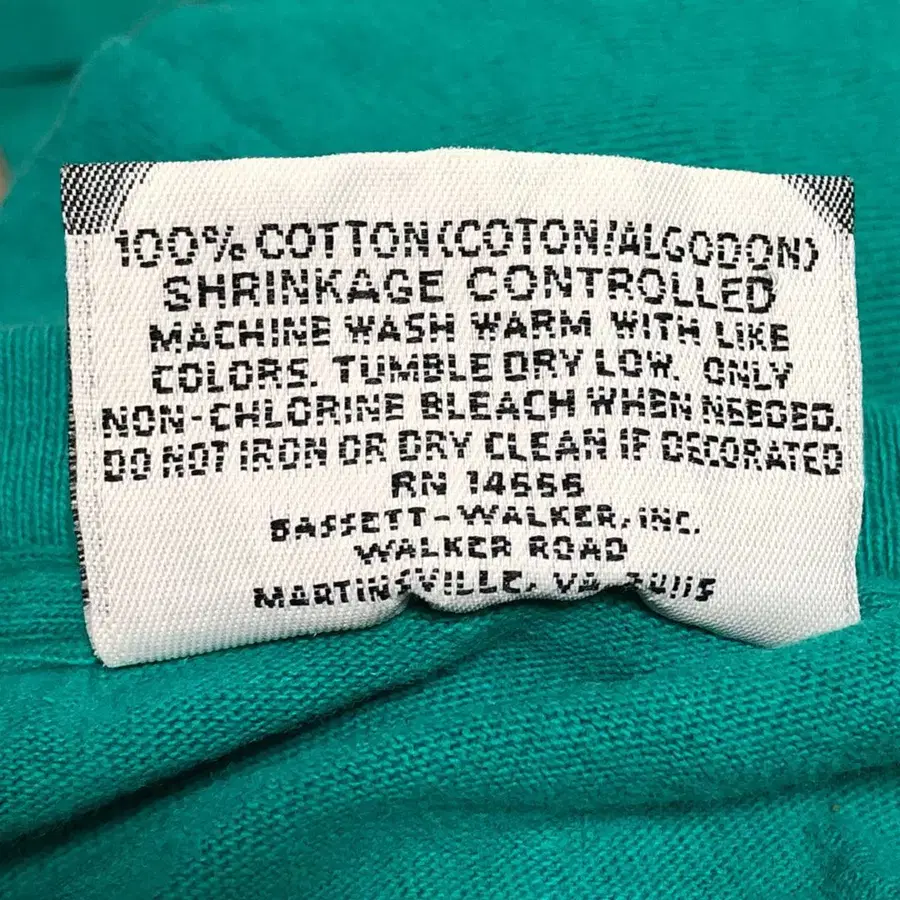 100% COTTON (COTON/ALGODON)
SHRINKAGE CONTROLLED
MACHINE WASH WARM WITH LIKE
COLORS. TUMBLE DRY LOW. ONLY
NON-CHLORINE BLEACH WHEN NEEDED.
DO NOT IRON OR DRY CLEAN IF DECORATED
RN
BASSETT-WALKER, INC.
WALKER ROAD
MARTINSVILLE, VA